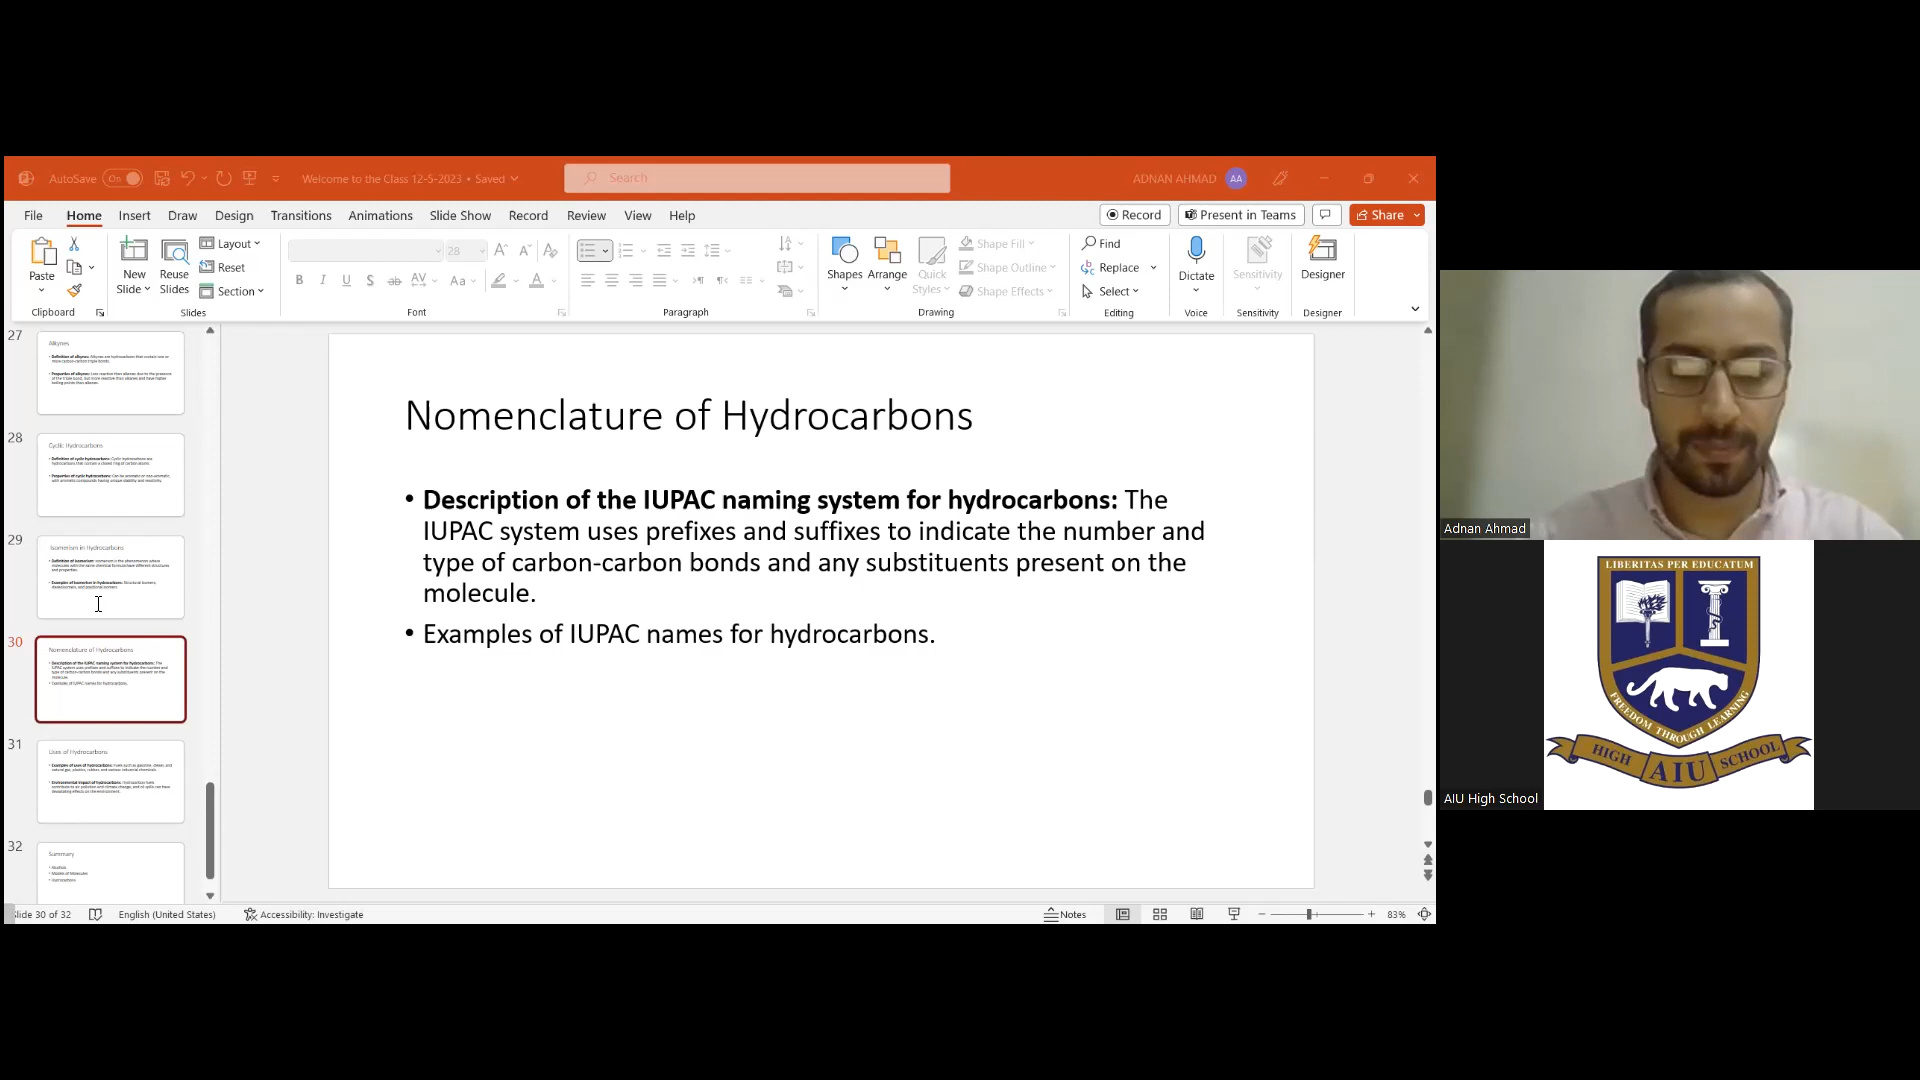 AutoSave On
Welcome to the Class 12-5-2023 • Saved
Search
ADNAN AHMAD AA
File Home Insert Draw Design Transitions Animations Slide Show Record Review View Help
Record Present in Teams Share
Paste
Clipboard
New Slide
Reuse Slides
Layout
Reset
Section
Slides
28
Font
Paragraph
Shapes
Arrange
Quick Styles
Shape Fill
Shape Outline
Shape Effects
Drawing
Find
Replace
Select
Editing
Dictate
Voice
Sensitivity
Sensitivity
Designer
Designer
27
Alkynes
28
Cyclic Hydrocarbons
29
Isomerism in Hydrocarbons
30
Nomenclature of Hydrocarbons
31
Uses of Hydrocarbons
32
Summary
Nomenclature of Hydrocarbons
• Description of the IUPAC naming system for hydrocarbons: The
IUPAC system uses prefixes and suffixes to indicate the number and
type of carbon-carbon bonds and any substituents present on the
molecule.
• Examples of IUPAC names for hydrocarbons.
Slide 30 of 32
English (United States)
Accessibility: Investigate
Notes
83%
Adnan Ahmad
LIBERITAS PER EDUCATUM
FREEDOM THROUGH LEARNING
HIGH AIU SCHOOL
AIU High School